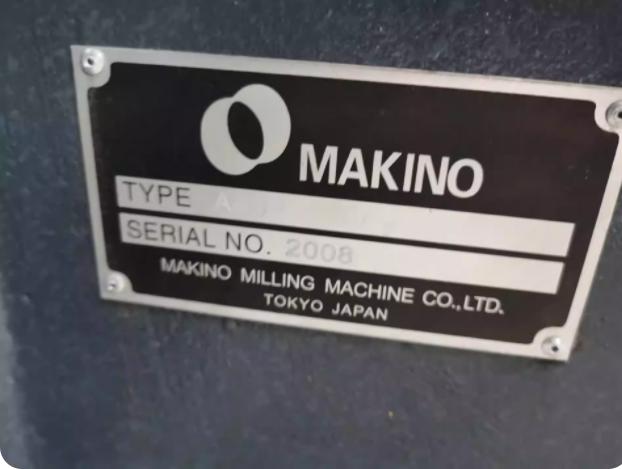 MAKINO
TYPE A
SERIAL NO. 2008
MAKINO MILLING MACHINE CO.,LTD.
TOKYO JAPAN